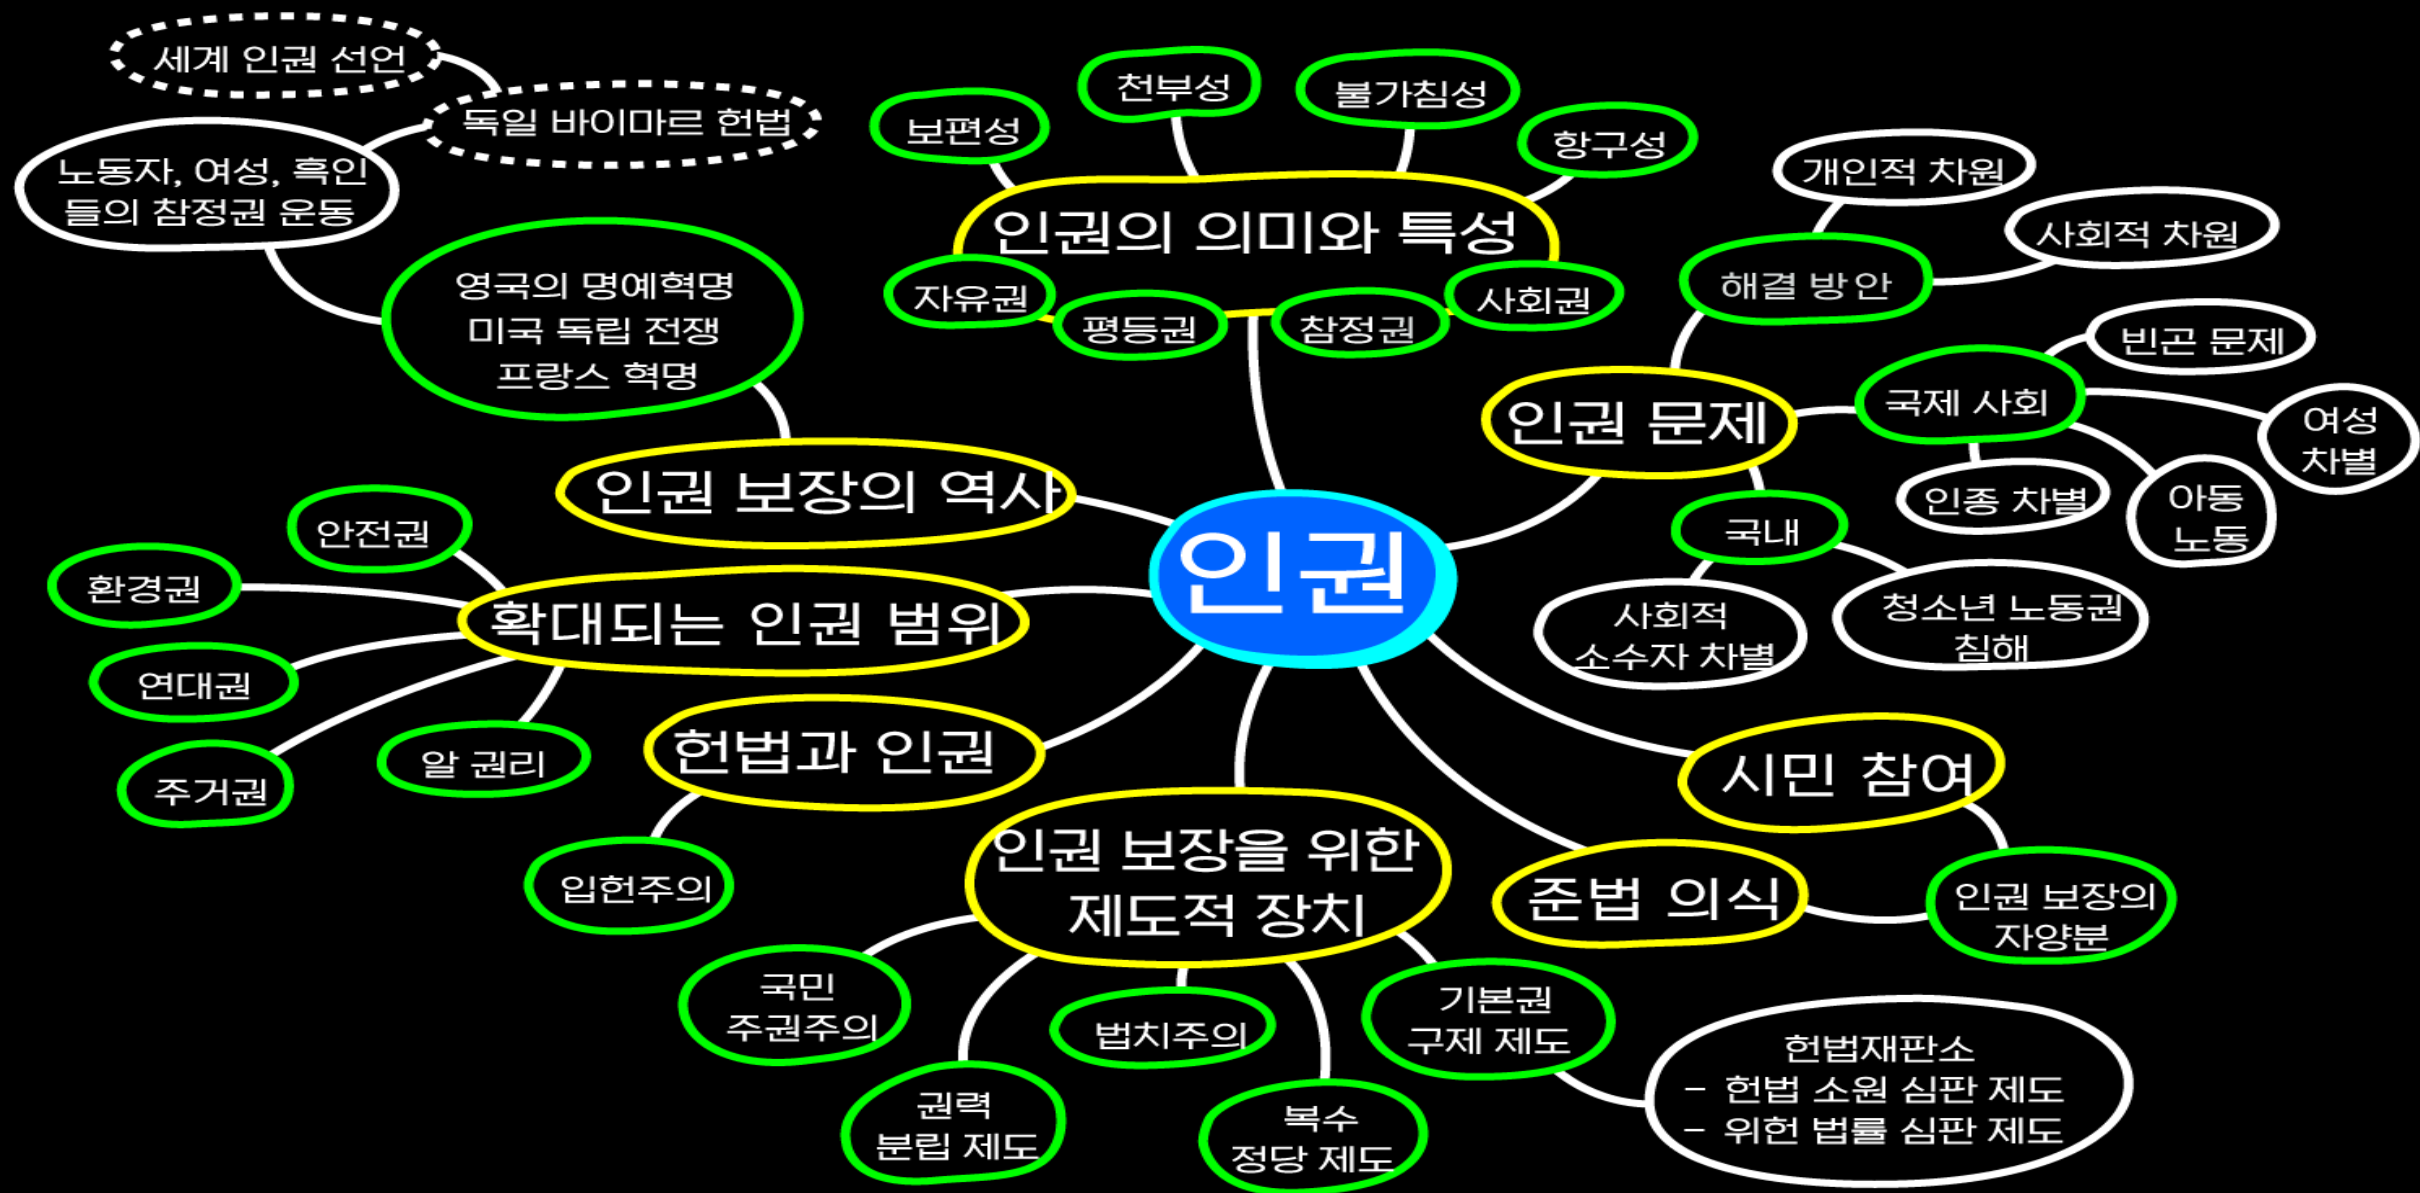 세계 인권 선언
독일 바이마르 헌법
노동자, 여성, 흑인
들의 참정권 운동
영국의 명예혁명
미국 독립 전쟁
프랑스 혁명
인권 보장의 역사
보편성
천부성
불가침성
항구성
인권의 의미와 특성
자유권
평등권
참정권
사회권
개인적 차원
사회적 차원
해결 방안
인권 문제
국제 사회
빈곤 문제
여성
차별
아동
노동
인종 차별
국내
사회적
소수자 차별
청소년 노동권
침해
인권
안전권
환경권
확대되는 인권 범위
연대권
주거권
알 권리
헌법과 인권
입헌주의
인권 보장을 위한
제도적 장치
국민
주권주의
권력
분립 제도
법치주의
복수
정당 제도
기본권
구제 제도
헌법재판소
- 헌법 소원 심판 제도
- 위헌 법률 심판 제도
시민 참여
준법 의식
인권 보장의
자양분